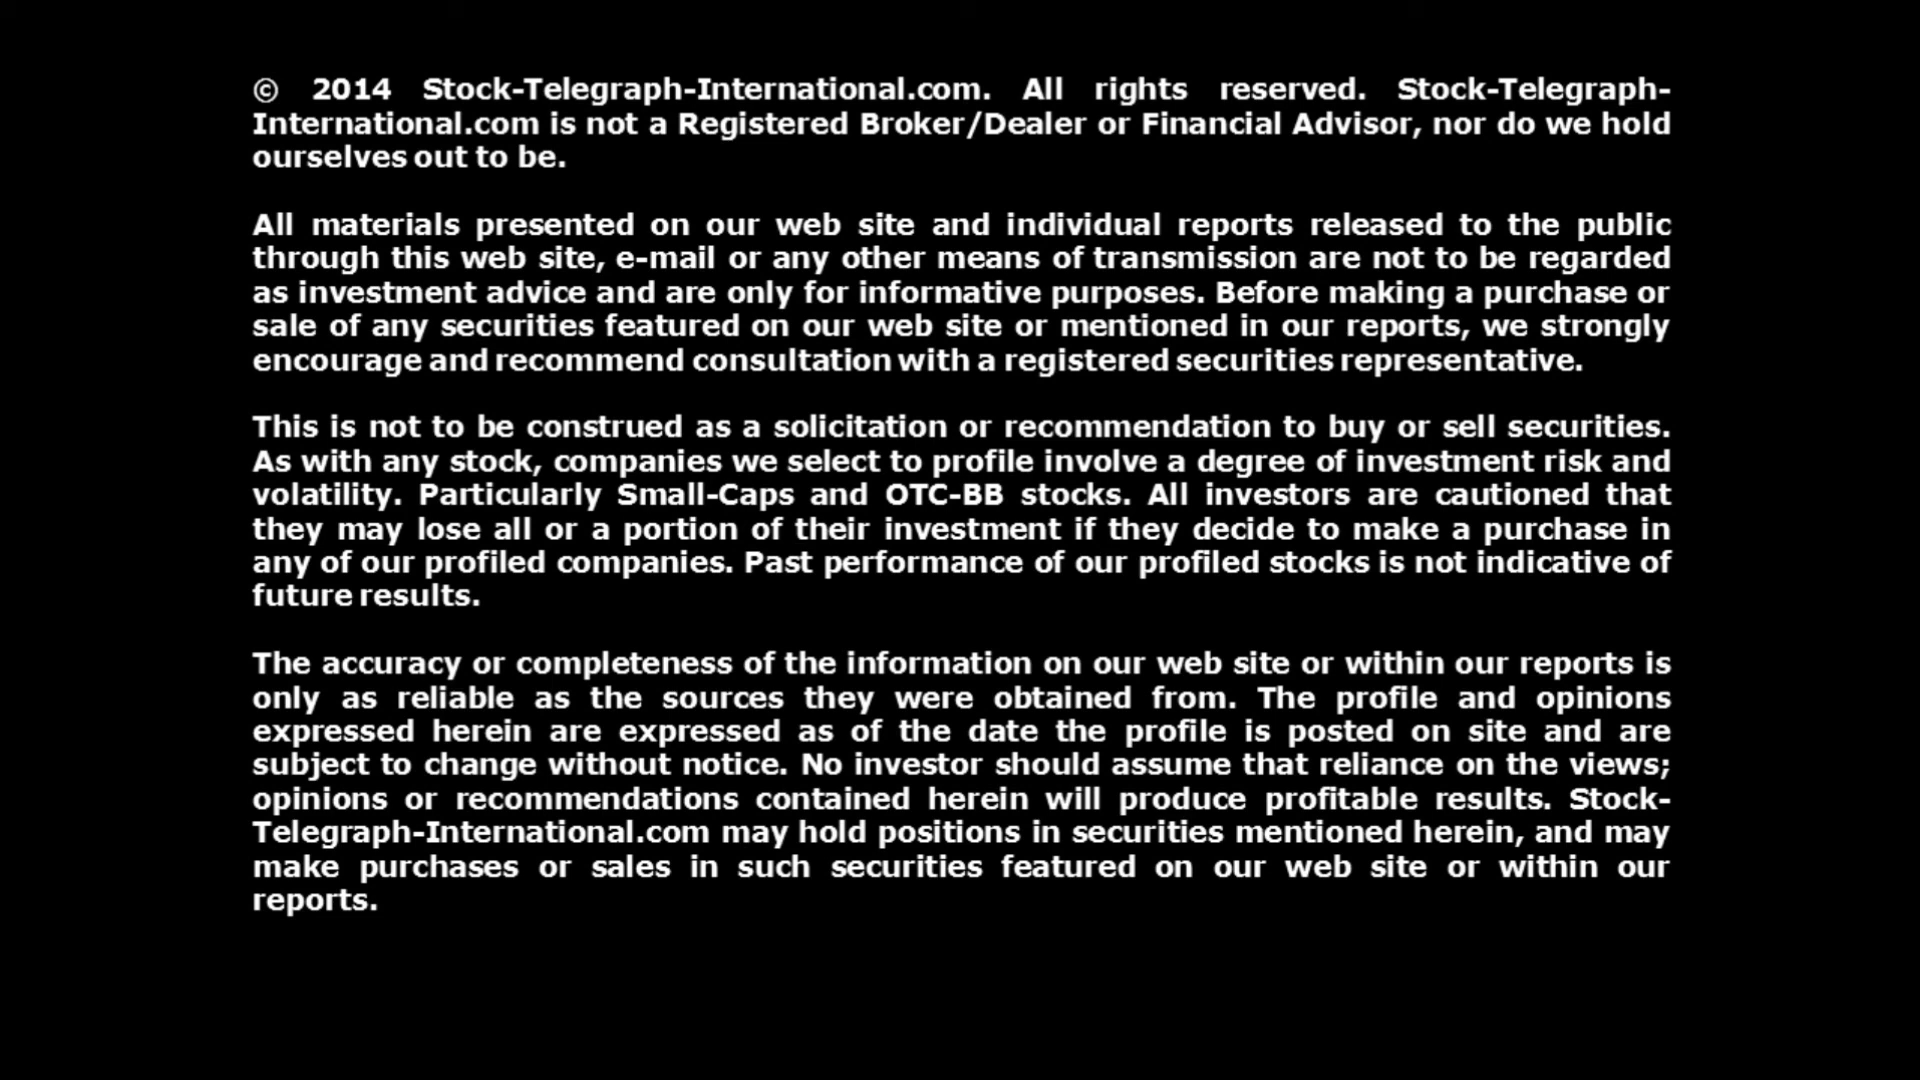 © 2014 Stock-Telegraph-International.com. All rights reserved. Stock-Telegraph-
International.com is not a Registered Broker/Dealer or Financial Advisor, nor do we hold
ourselves out to be.
All materials presented on our web site and individual reports released to the public
through this web site, e-mail or any other means of transmission are not to be regarded
as investment advice and are only for informative purposes. Before making a purchase or
sale of any securities featured on our web site or mentioned in our reports, we strongly
encourage and recommend consultation with a registered securities representative.
This is not to be construed as a solicitation or recommendation to buy or sell securities.
As with any stock, companies we select to profile involve a degree of investment risk and
volatility. Particularly Small-Caps and OTC-BB stocks. All investors are cautioned that
they may lose all or a portion of their investment if they decide to make a purchase in
any of our profiled companies. Past performance of our profiled stocks is not indicative of
future results.
The accuracy or completeness of the information on our web site or within our reports is
only as reliable as the sources they were obtained from. The profile and opinions
expressed herein are expressed as of the date the profile is posted on site and are
subject to change without notice. No investor should assume that reliance on the views;
opinions or recommendations contained herein will produce profitable results. Stock-
Telegraph-International.com may hold positions in securities mentioned herein, and may
make purchases or sales in such securities featured on our web site or within our
reports.